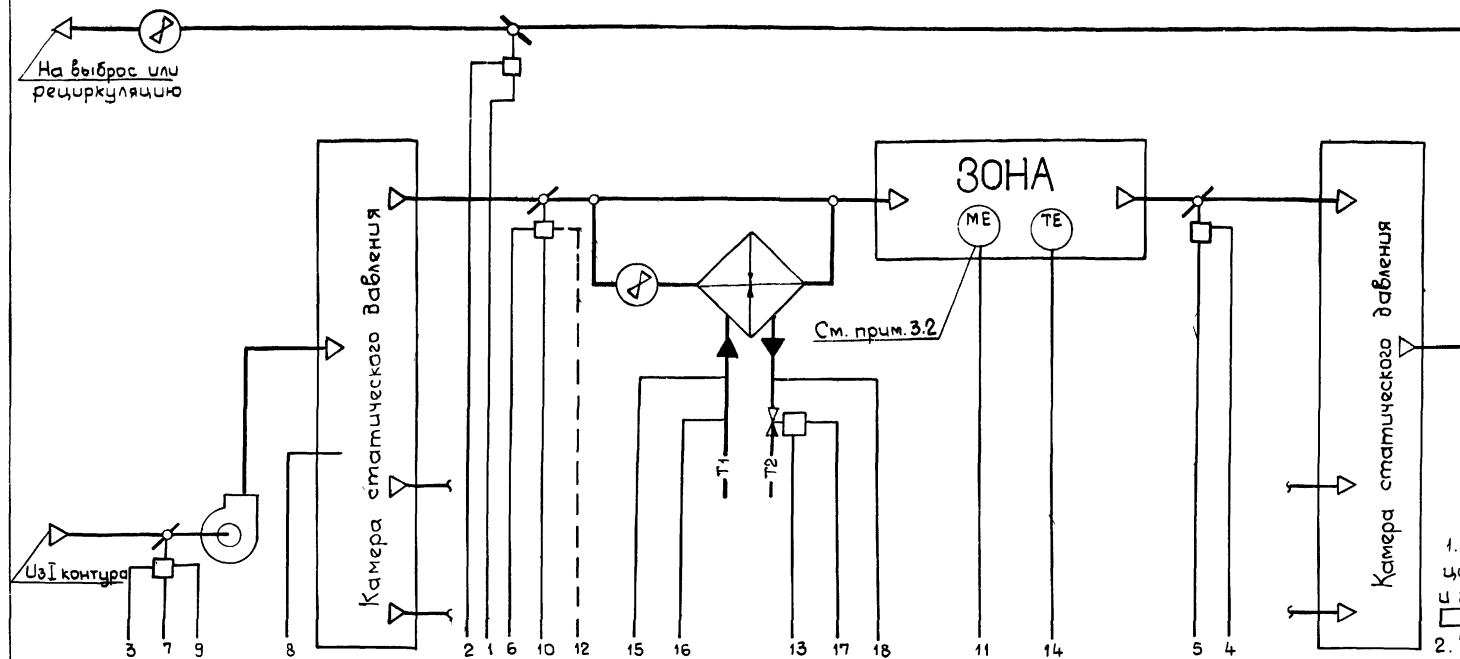 На выброс или
рециркуляцию
ЗОНА
МЕ
ТЕ
См. прим. 3.2
Камера статического давления
Камера статического давления
Т1
Т2
Из I контура
1.
2.
3 7 9 8 2 1 6 10 12 15 16 13 17 18 11 14 5 4